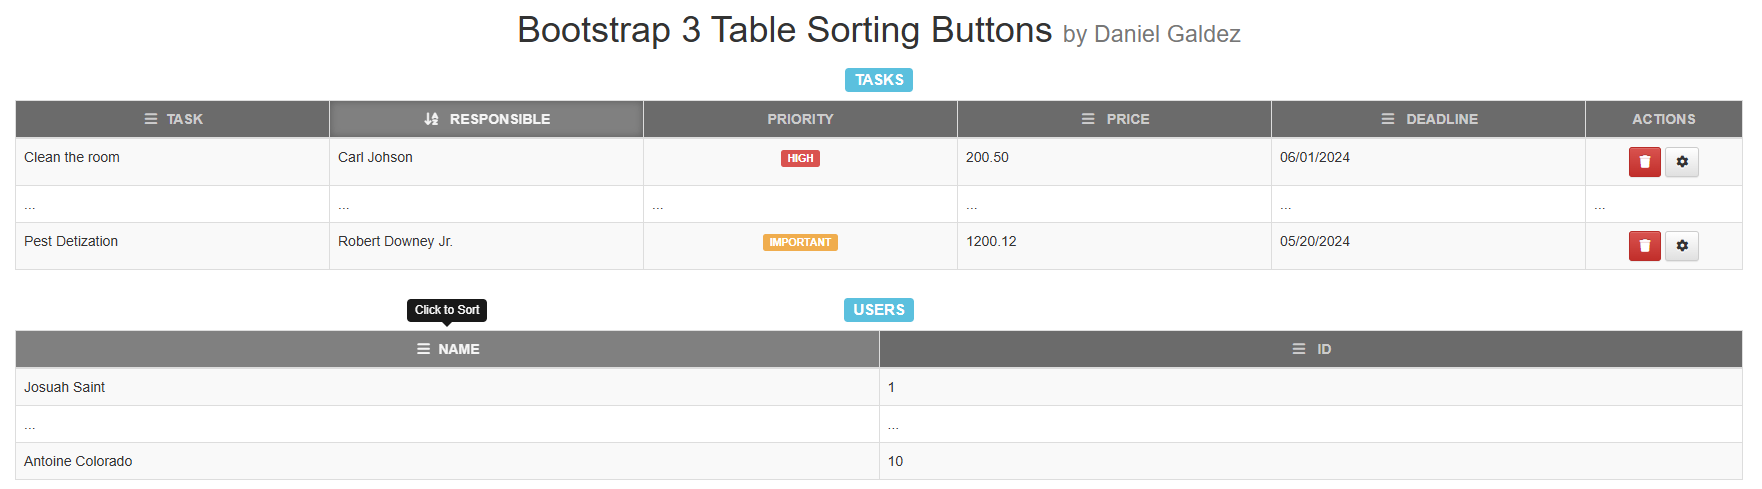 Bootstrap 3 Table Sorting Buttons by Daniel Galdez
TASKS
TASK RESPONSIBLE PRIORITY PRICE DEADLINE ACTIONS
Clean the room Carl Johson HIGH 200.50 06/01/2024
... ... ... ... ... ...
Pest Detization Robert Downey Jr. IMPORTANT 1200.12 05/20/2024
Click to Sort USERS
NAME ID
Josuah Saint 1
... ...
Antoine Colorado 10